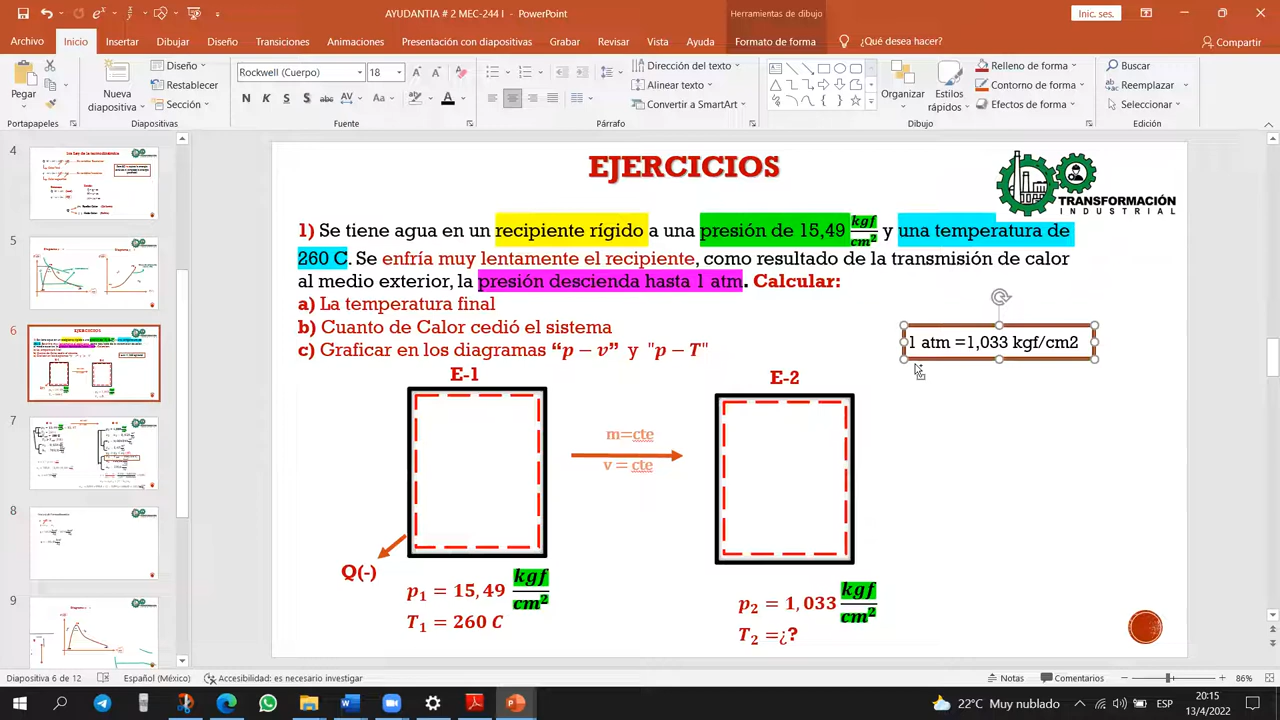 AYUDANTIA 2 MEC-244 I - PowerPoint
Herramientas de dibujo
Inic. ses.
Archivo Inicio Insertar Dibujar Diseño Transiciones Animaciones Presentación con diapositivas Grabar Revisar Vista Ayuda Formato de forma ¿Qué desea hacer? Compartir
Pegar
Nueva diapositiva
Diseño
Restablecer
Sección
Rockwell (Cuerpo) 18
N K S S abc AV Aa
Dirección del texto
Alinear texto
Convertir a SmartArt
Organizar
Estilos rápidos
Relleno de forma
Contorno de forma
Efectos de forma
Buscar
Reemplazar
Seleccionar
Portapapeles Diapositivas Fuente Párrafo Dibujo Edición
4
5
6
7
8
9
EJERCICIOS
TRANSFORMACIÓN
INDUSTRIAL
1) Se tiene agua en un recipiente rígido a una presión de 15,49 kgf/cm² y una temperatura de
260 C. Se enfría muy lentamente el recipiente, como resultado de la transmisión de calor
al medio exterior, la presión descienda hasta 1 atm. Calcular:
a) La temperatura final
b) Cuanto de Calor cedió el sistema
c) Graficar en los diagramas “p − v” y "p − T"
1 atm =1,033 kgf/cm2
E-1
E-2
m=cte
v = cte
Q(-)
p₁ = 15,49 kgf/cm²
T₁ = 260 C
p₂ = 1,033 kgf/cm²
T₂ =¿?
Diapositiva 6 de 12 Español (México) Accesibilidad: es necesario investigar Notas Comentarios 86%
22°C Muy nublado ESP 20:15
13/4/2022